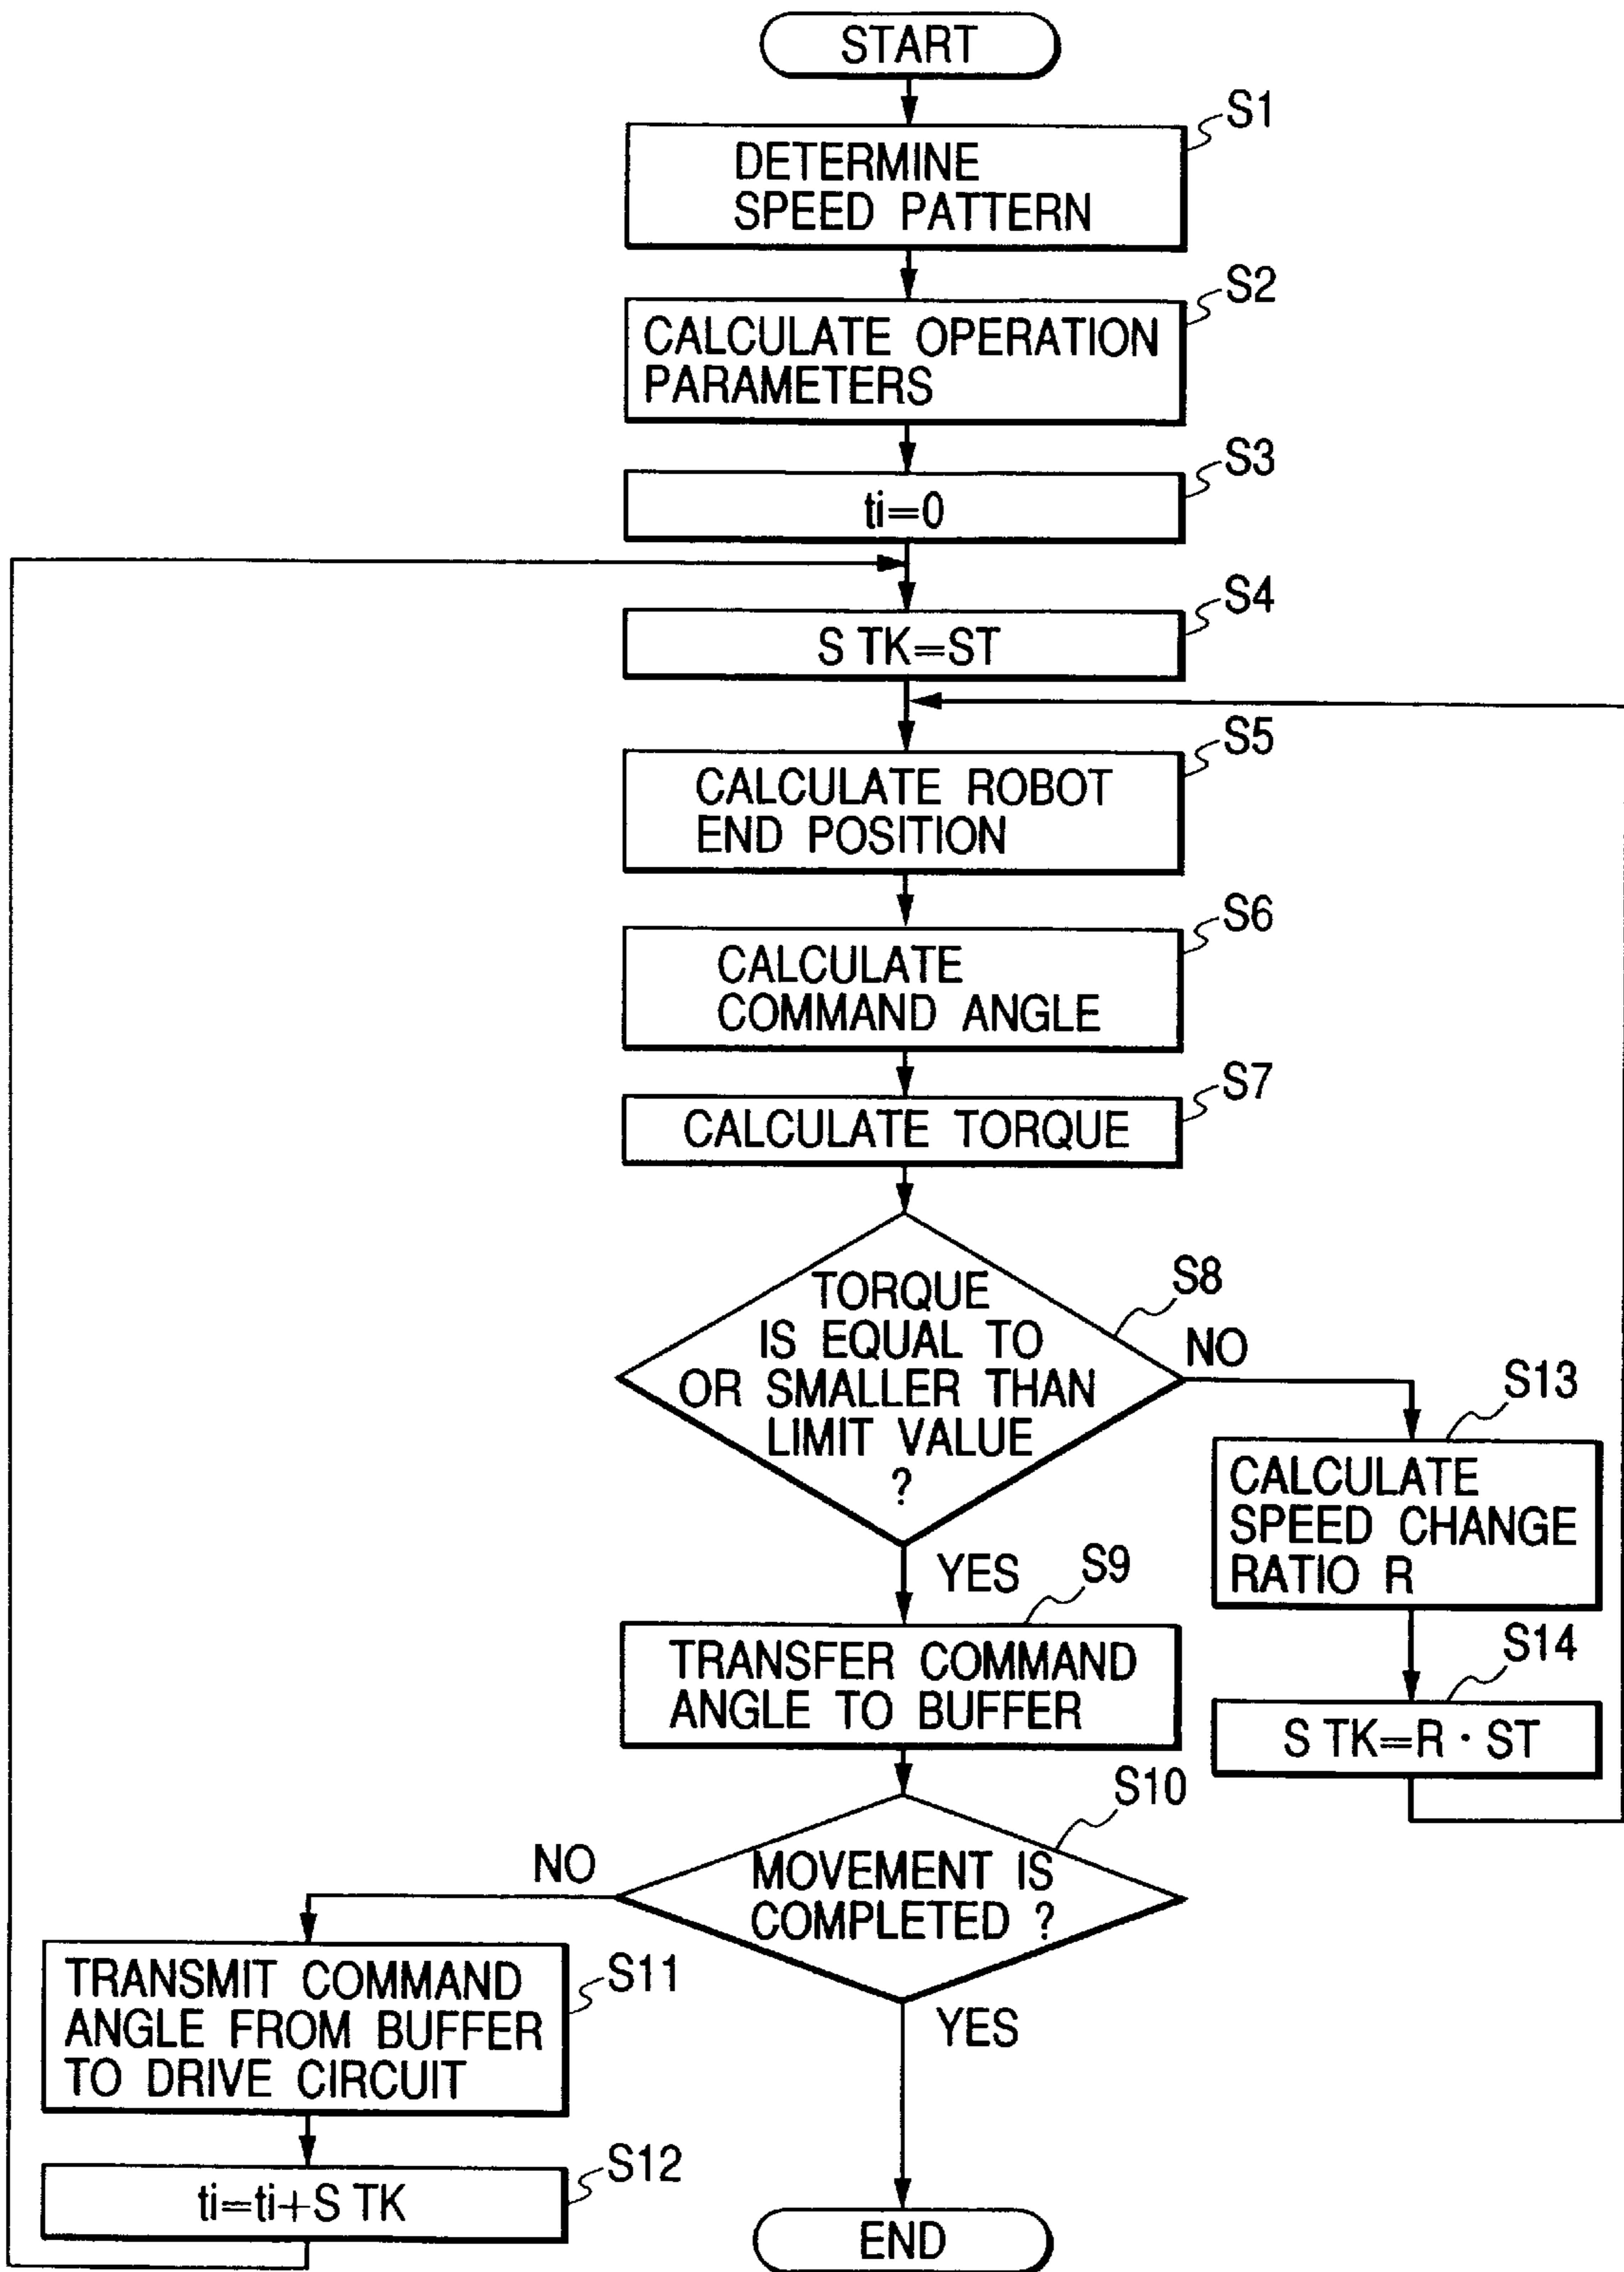 START
S1
DETERMINE
SPEED PATTERN
S2
CALCULATE OPERATION
PARAMETERS
S3
ti=0
S4
S TK=ST
S5
CALCULATE ROBOT
END POSITION
S6
CALCULATE
COMMAND ANGLE
S7
CALCULATE TORQUE
S8
TORQUE
IS EQUAL TO
OR SMALLER THAN
LIMIT VALUE
?
NO
S13
CALCULATE
SPEED CHANGE
RATIO R
S14
S TK=R · ST
YES
S9
TRANSFER COMMAND
ANGLE TO BUFFER
S10
MOVEMENT IS
COMPLETED ?
NO
S11
TRANSMIT COMMAND
ANGLE FROM BUFFER
TO DRIVE CIRCUIT
S12
ti=ti+S TK
YES
END